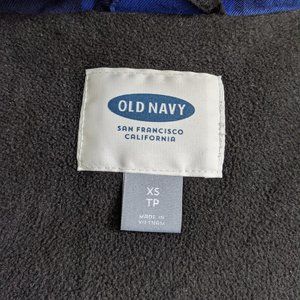 OLD NAVY
SAN FRANCISCO
CALIFORNIA
XS
TP
MADE IN
VIETNAM